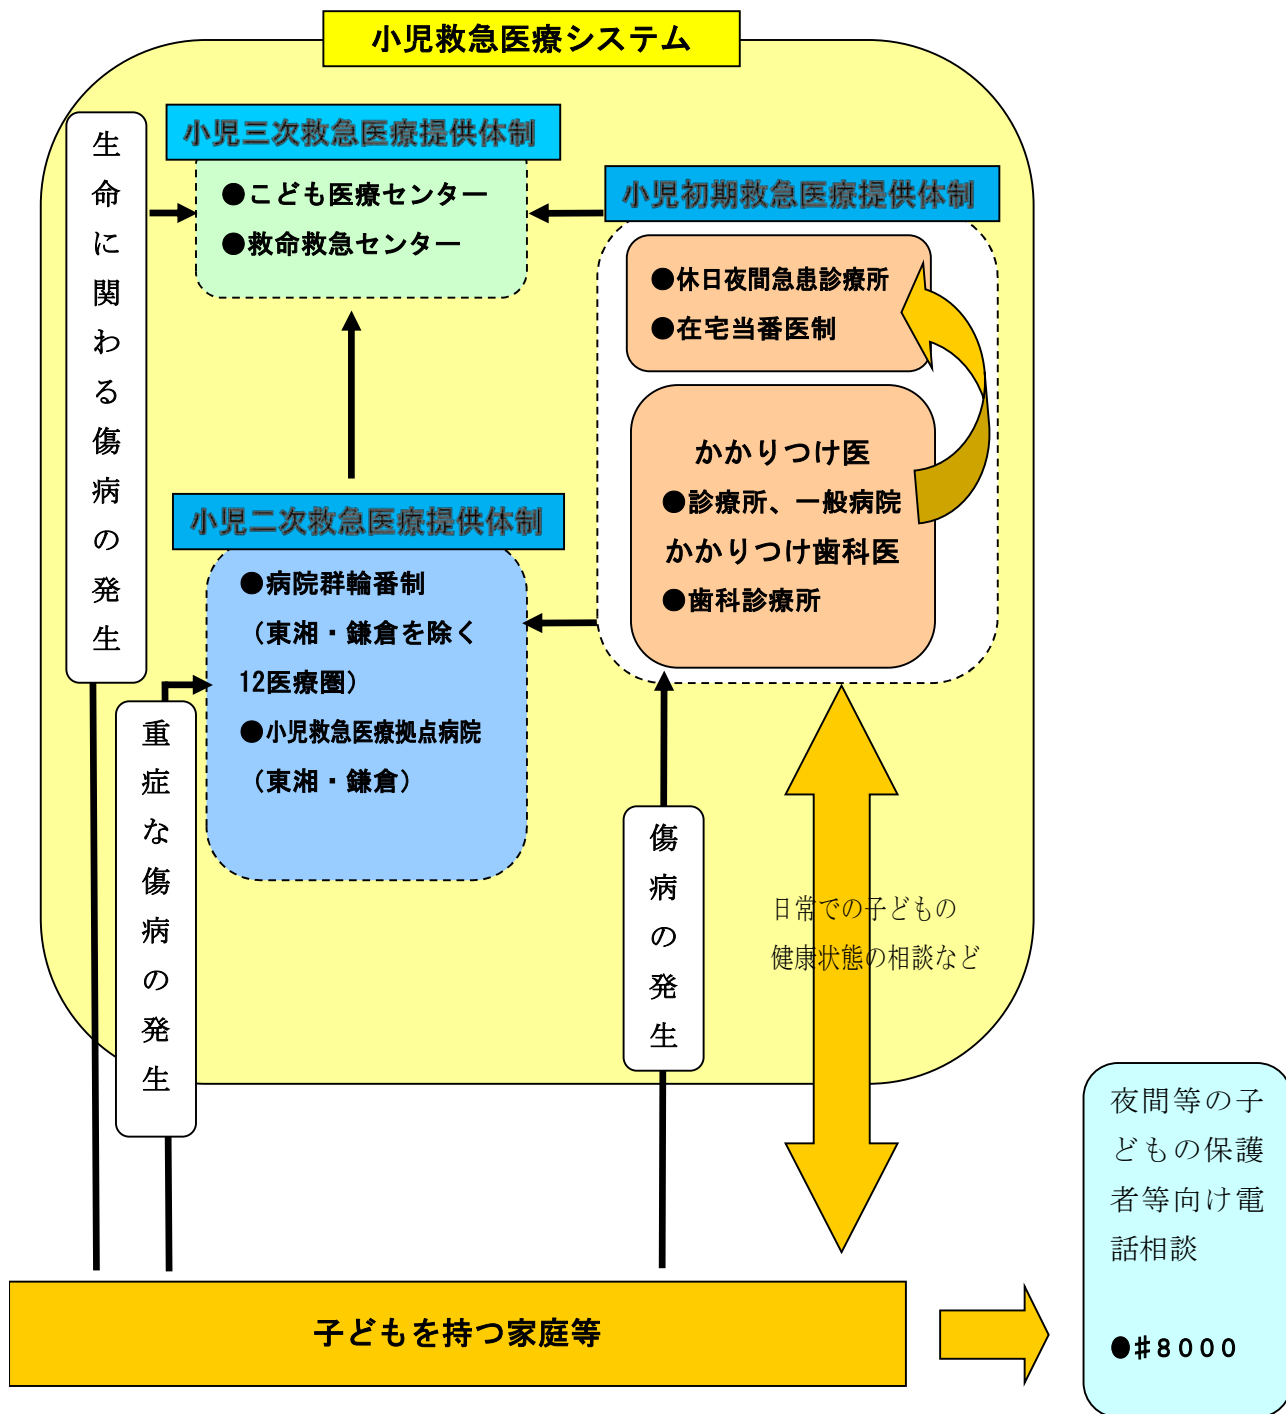 小児救急医療システム
生命に関わる傷病の発生
小児三次救急医療提供体制
●こども医療センター
●救命救急センター
小児初期救急医療提供体制
●休日夜間急患診療所
●在宅当番医制
かかりつけ医
●診療所、一般病院
かかりつけ歯科医
●歯科診療所
小児二次救急医療提供体制
●病院群輪番制
（東湘・鎌倉を除く
12医療圏）
●小児救急医療拠点病院
（東湘・鎌倉）
重症な傷病の発生
傷病の発生
日常での子どもの
健康状態の相談など
夜間等の子
どもの保護
者等向け電
話相談
●♯８０００
子どもを持つ家庭等